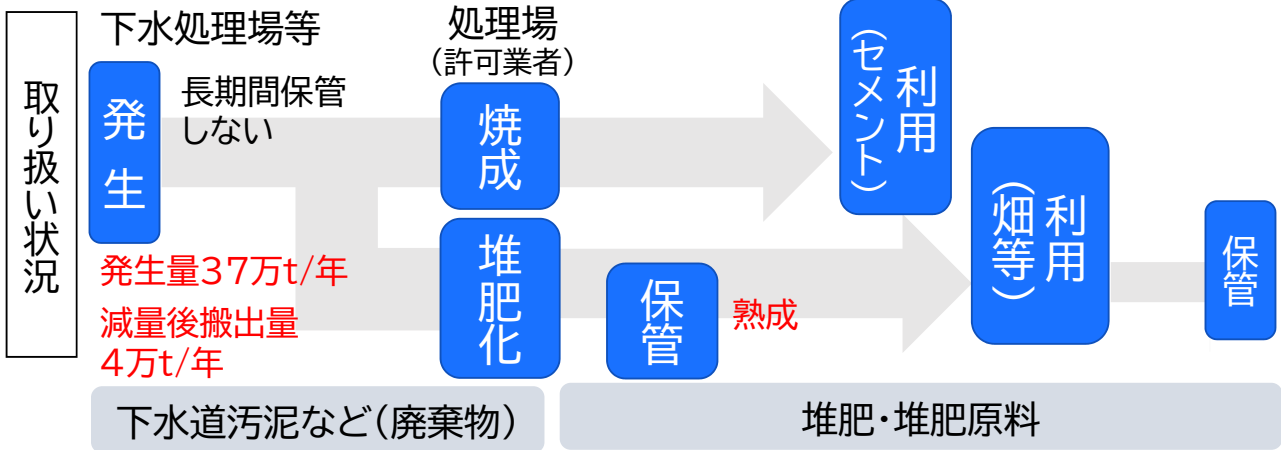 取り扱い状況
下水処理場等
発生
長期間保管
しない
発生量37万t/年
減量後搬出量
4万t/年
処理場
(許可業者)
焼成
堆肥化
保管
熟成
利用
(セメント)
利用
(畑等)
保管
下水道汚泥など(廃棄物)
堆肥・堆肥原料